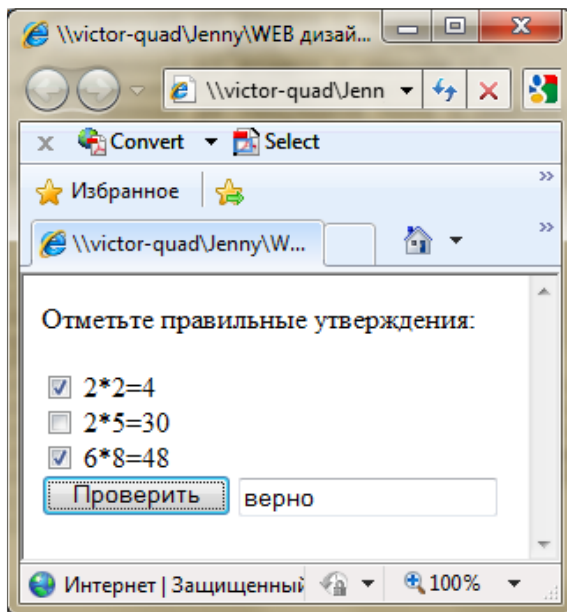 \\victor-quad\Jenny\WEB дизай...
\\victor-quad\Jenn
x Convert Select
Избранное
\\victor-quad\Jenny\W...
Отметьте правильные утверждения:
2*2=4
2*5=30
6*8=48
Проверить верно
Интернет | Защищенный 100%